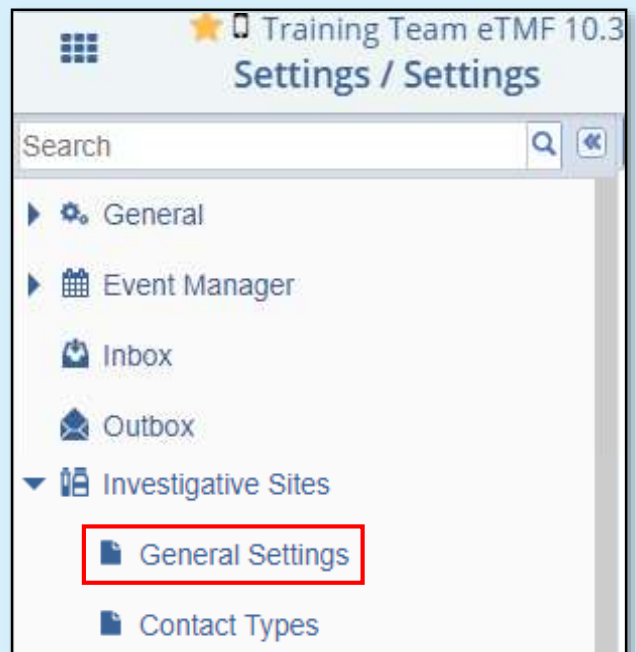 Training Team eTMF 10.3
Settings / Settings
Search
General
Event Manager
Inbox
Outbox
Investigative Sites
General Settings
Contact Types